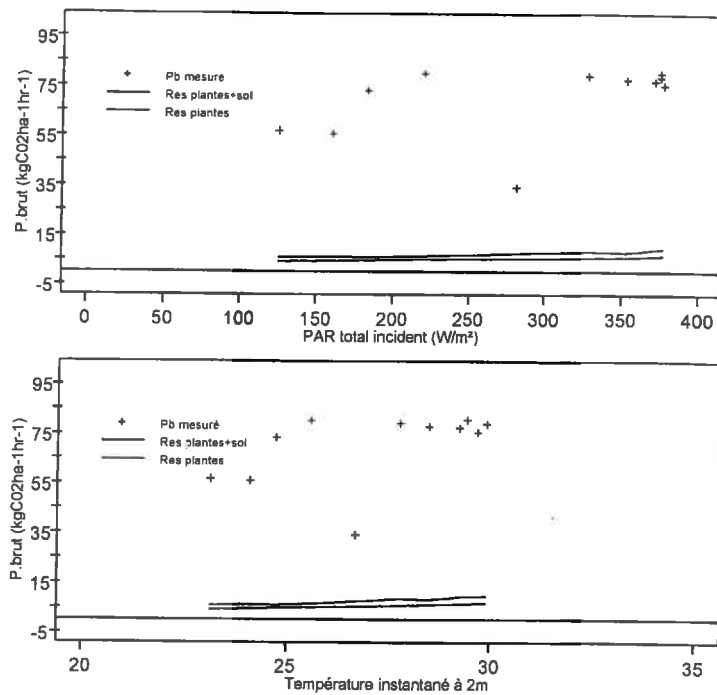 95
75
55
35
15
-5
P.brut (kgC02ha-1hr-1)
Pb mesure
Res plantes+sol
Res plantes
0 50 100 150 200 250 300 350 400
PAR total incident (W/m²)
95
75
55
35
15
-5
P.brut (kgC02ha-1hr-1)
Pb mesuré
Res plantes+sol
Res plantes
20 25 30 35
Température instantané à 2m